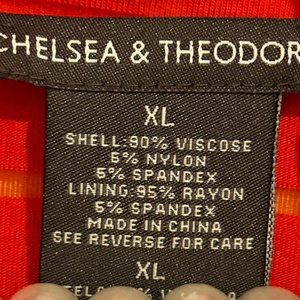 CHELSEA & THEODOR
XL
SHELL:90% VISCOSE
5% NYLON
5% SPANDEX
LINING:95% RAYON
5% SPANDEX
MADE IN CHINA
SEE REVERSE FOR CARE
XL